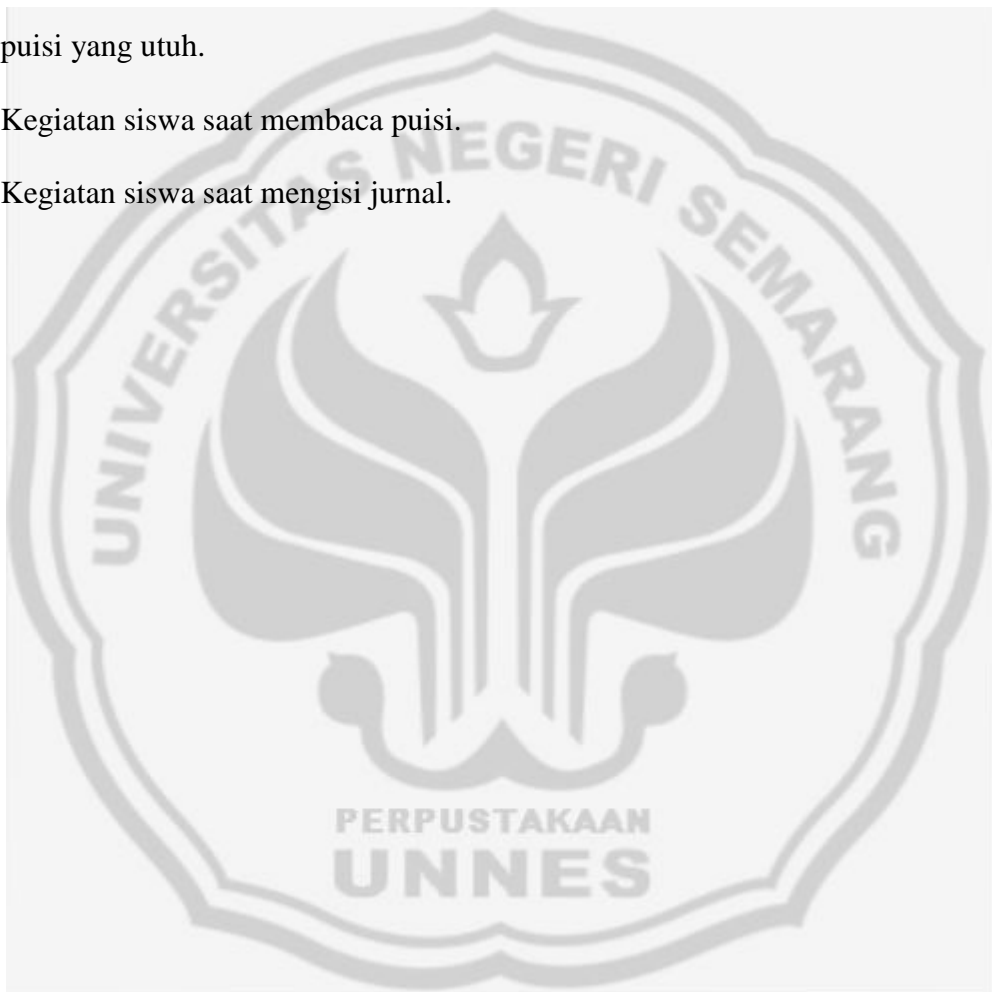 puisi yang utuh.
Kegiatan siswa saat membaca puisi.
Kegiatan siswa saat mengisi jurnal.
UNIVERSITAS NEGERI SEMARANG
PERPUSTAKAAN
UNNES